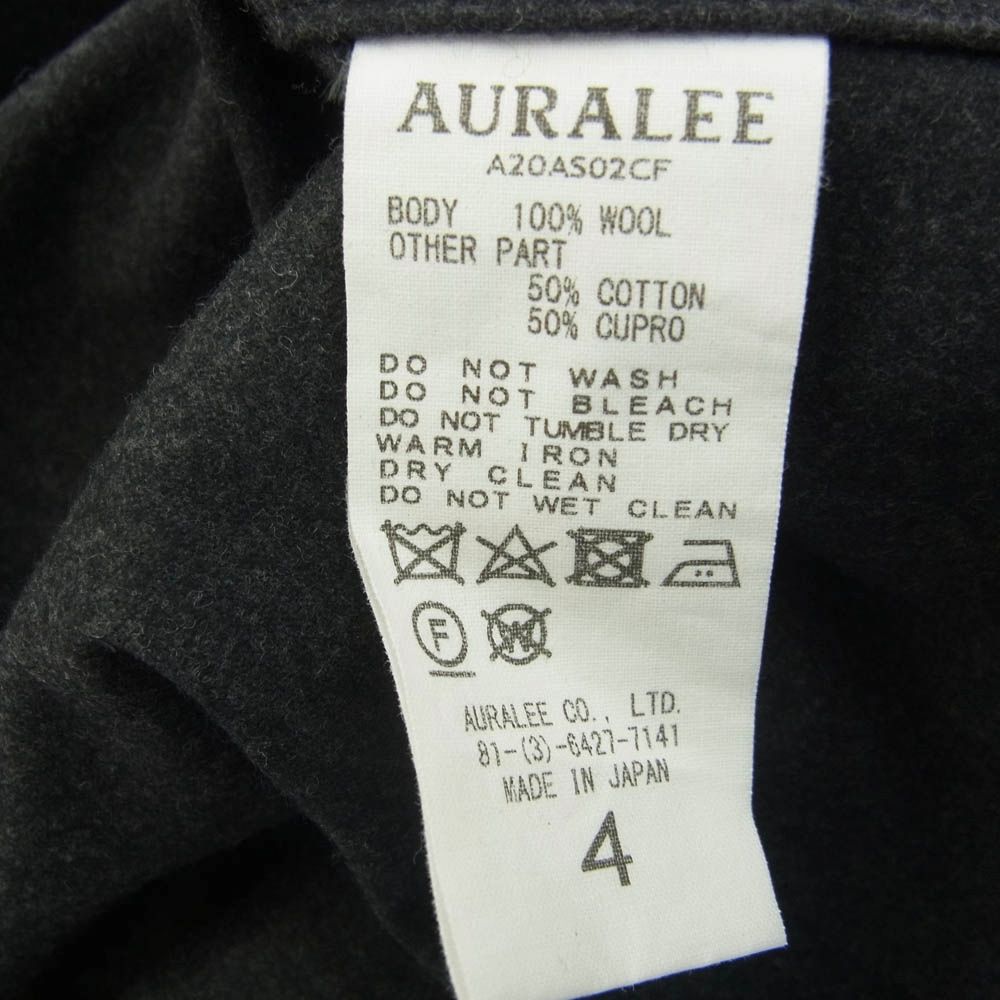 AURALEE
A20AS02CF
BODY 100% WOOL
OTHER PART
50% COTTON
50% CUPRO
DO NOT WASH
DO NOT BLEACH
DO NOT TUMBLE DRY
WARM IRON
DRY CLEAN
DO NOT WET CLEAN
F W
AURALEE CO., LTD.
81-(3)-6427-7141
MADE IN JAPAN
4